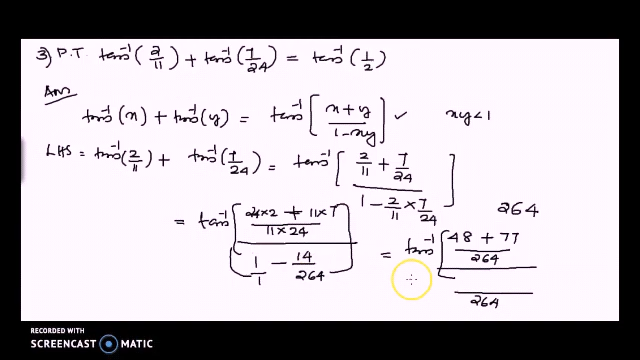 3) P.T. tan⁻¹(2/11) + tan⁻¹(7/24) = tan⁻¹(1/2)
Ans
tan⁻¹(x) + tan⁻¹(y) = tan⁻¹[(x+y)/(1-xy)] ✓ xy<1
LHS = tan⁻¹(2/11) + tan⁻¹(7/24) = tan⁻¹[(2/11 + 7/24)/(1 - 2/11 × 7/24)]
264
= tan⁻¹[((24×2 + 11×7)/(11×24))/(1/1 - 14/264)] = tan⁻¹[((48 + 77)/264)/( /264)
RECORDED WITH
SCREENCAST MATIC